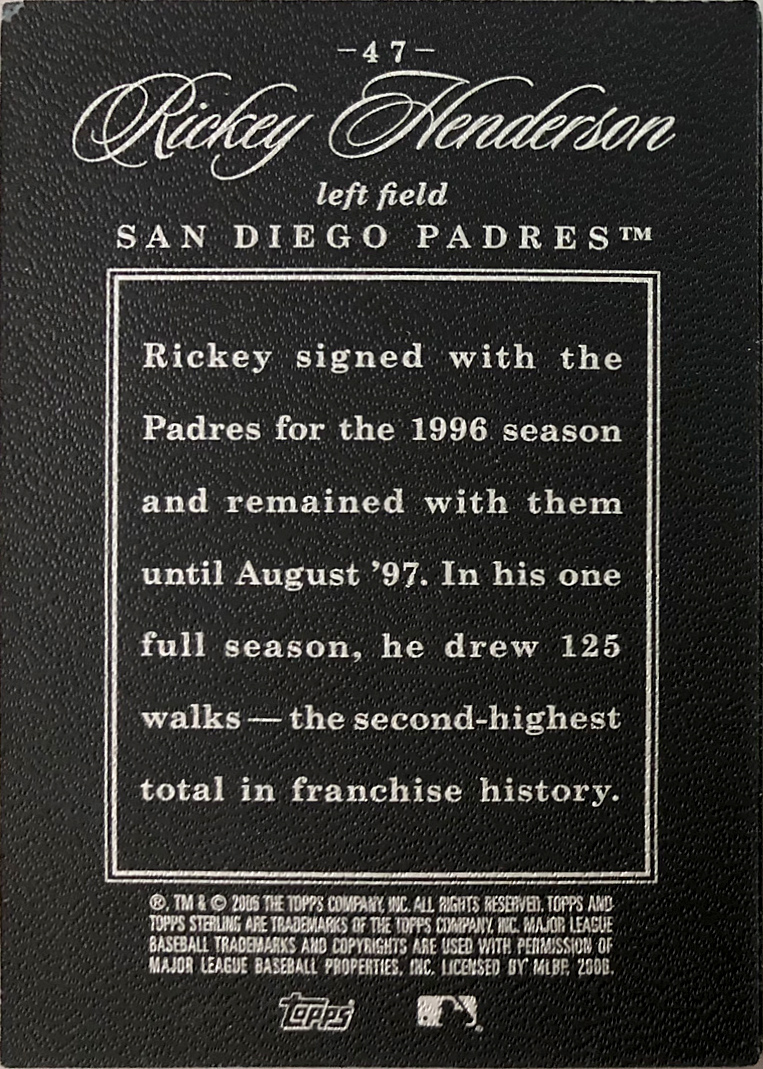 -47-
Rickey Henderson
left field
SAN DIEGO PADRES™
Rickey signed with the
Padres for the 1996 season
and remained with them
until August '97. In his one
full season, he drew 125
walks — the second-highest
total in franchise history.
®, TM & © 2006 THE TOPPS COMPANY, INC. ALL RIGHTS RESERVED. TOPPS AND
TOPPS STERLING ARE TRADEMARKS OF THE TOPPS COMPANY, INC. MAJOR LEAGUE
BASEBALL TRADEMARKS AND COPYRIGHTS ARE USED WITH PERMISSION OF
MAJOR LEAGUE BASEBALL PROPERTIES, INC. LICENSED BY MLBP, 2006.
Topps